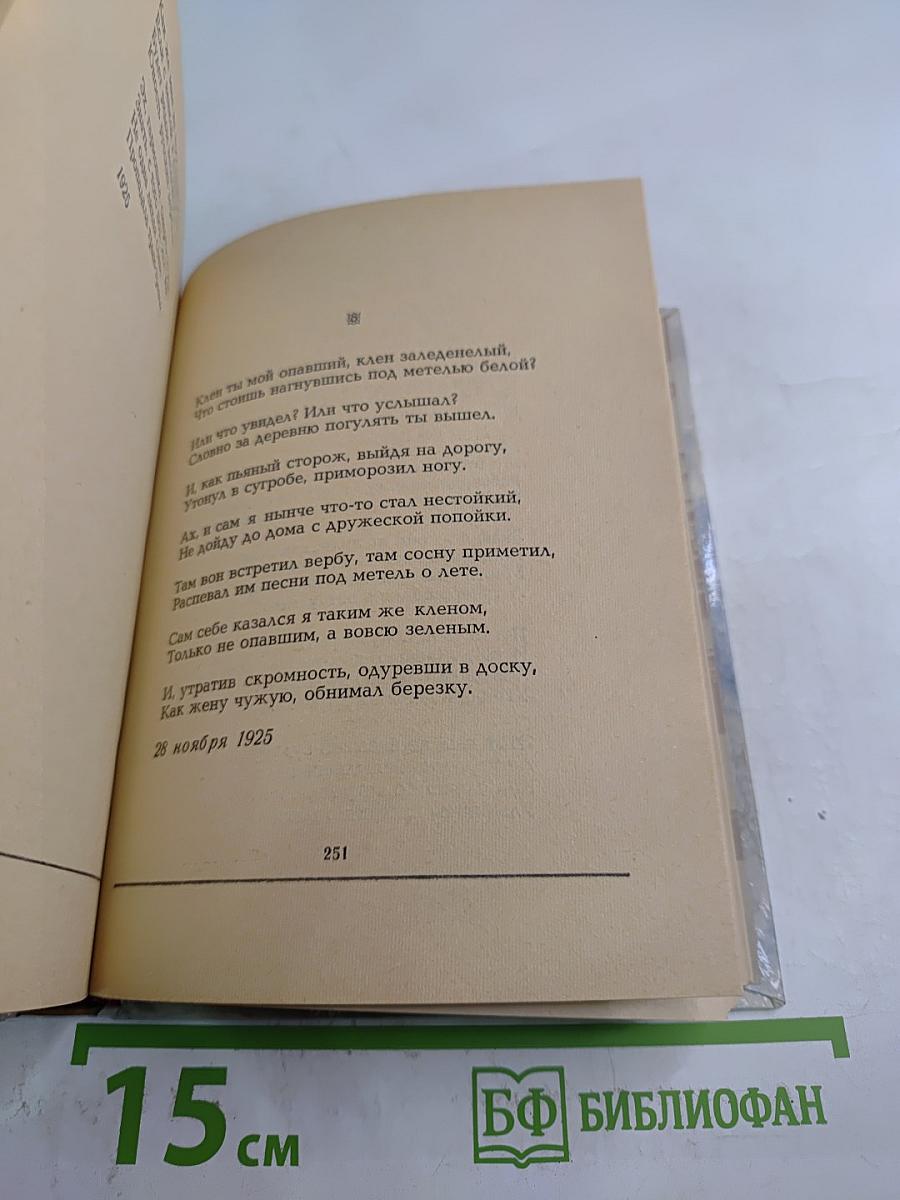 1925
Клен ты мой опавший, клен заледенелый,
Что стоишь нагнувшись под метелью белой?
Или что увидел? Или что услышал?
Словно за деревню погулять ты вышел.
И, как пьяный сторож, выйдя на дорогу,
Утонул в сугробе, приморозил ногу.
Ах, и сам я нынче что-то стал нестойкий,
Не дойду до дома с дружеской попойки.
Там вон встретил вербу, там сосну приметил,
Распевал им песни под метель о лете.
Сам себе казался я таким же кленом,
Только не опавшим, а вовсю зеленым.
И, утратив скромность, одуревши в доску,
Как жену чужую, обнимал березку.
28 ноября 1925
251
15 см
БФ БИБЛИОФАН